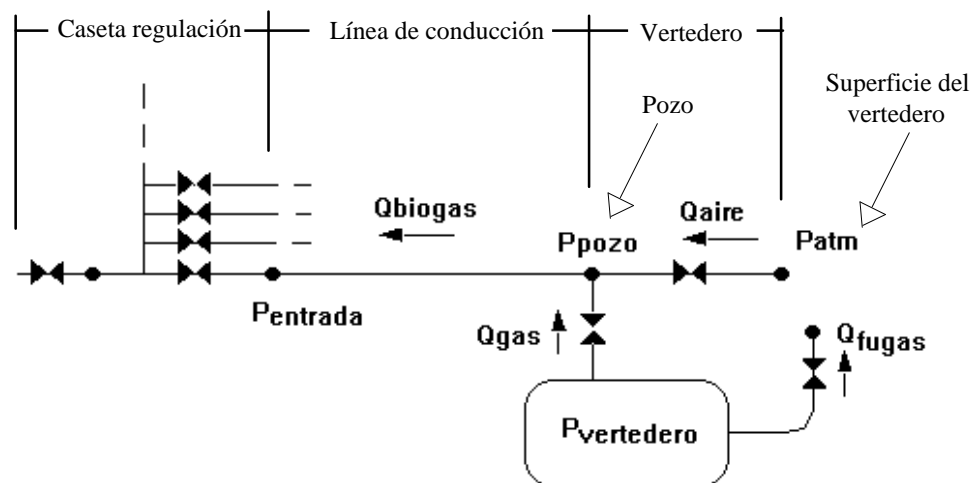 Caseta regulación
Línea de conducción
Vertedero
Superficie del
vertedero
Pozo
Qbiogas
Qaire
Ppozo
Patm
Pentrada
Qgas
Qfugas
Pvertedero